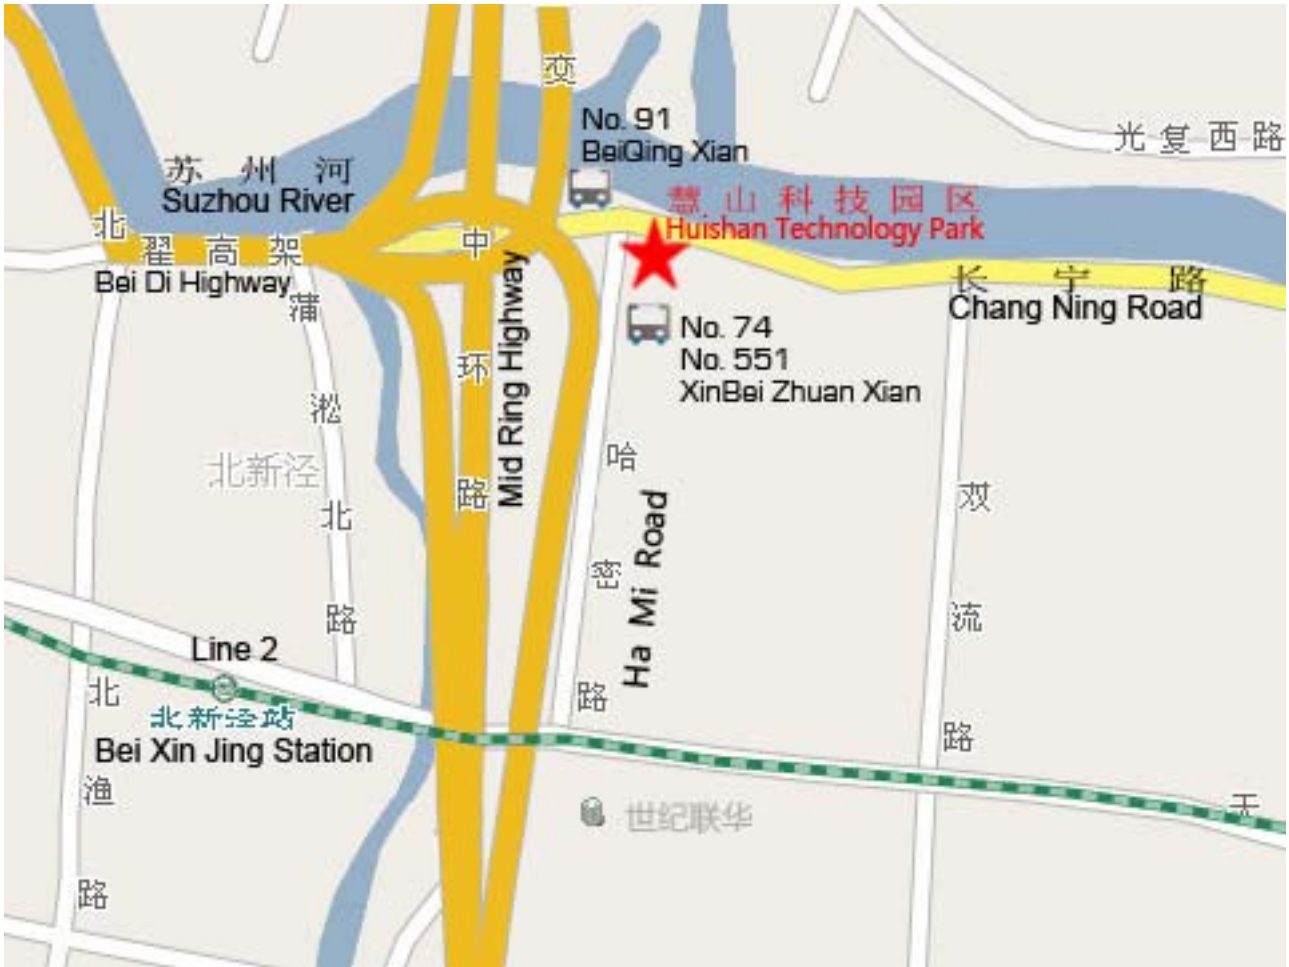 变
No. 91
BeiQing Xian
光复西路
苏州河
Suzhou River
慧山科技园区
Huishan Technology Park
北翟高架
Bei Di Highway
中环路
Mid Ring Highway
长宁路
Chang Ning Road
No. 74
No. 551
XinBei Zhuan Xian
蒲淞北路
北新泾
哈密路
Ha Mi Road
双流路
Line 2
北新泾站
Bei Xin Jing Station
北渔路
世纪联华
天